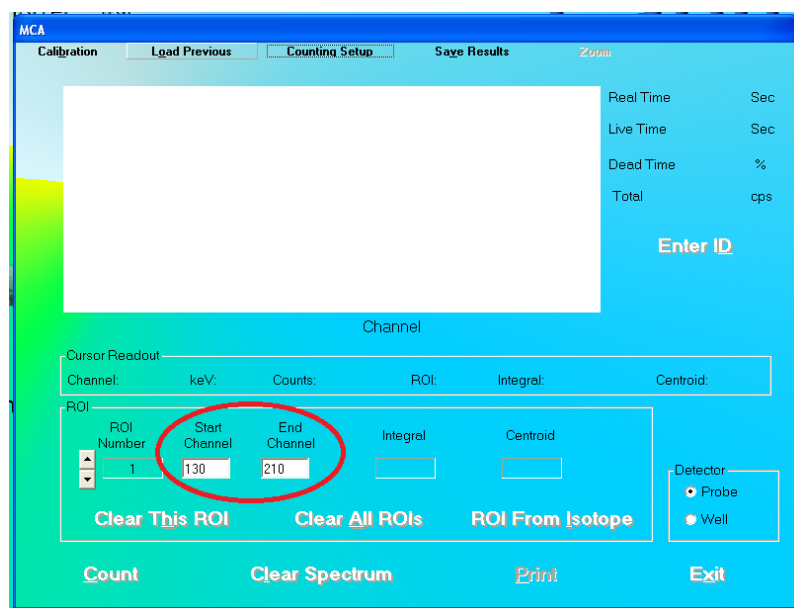 MCA
Calibration Load Previous Counting Setup Save Results Zoom
Real Time Sec
Live Time Sec
Dead Time %
Total cps
Enter ID
Channel
Cursor Readout
Channel: keV: Counts: ROI: Integral: Centroid:
ROI
ROI Number Start Channel End Channel Integral Centroid
1 130 210
Detector
Probe
Well
Clear This ROI Clear All ROIs ROI From Isotope
Count Clear Spectrum Print Exit